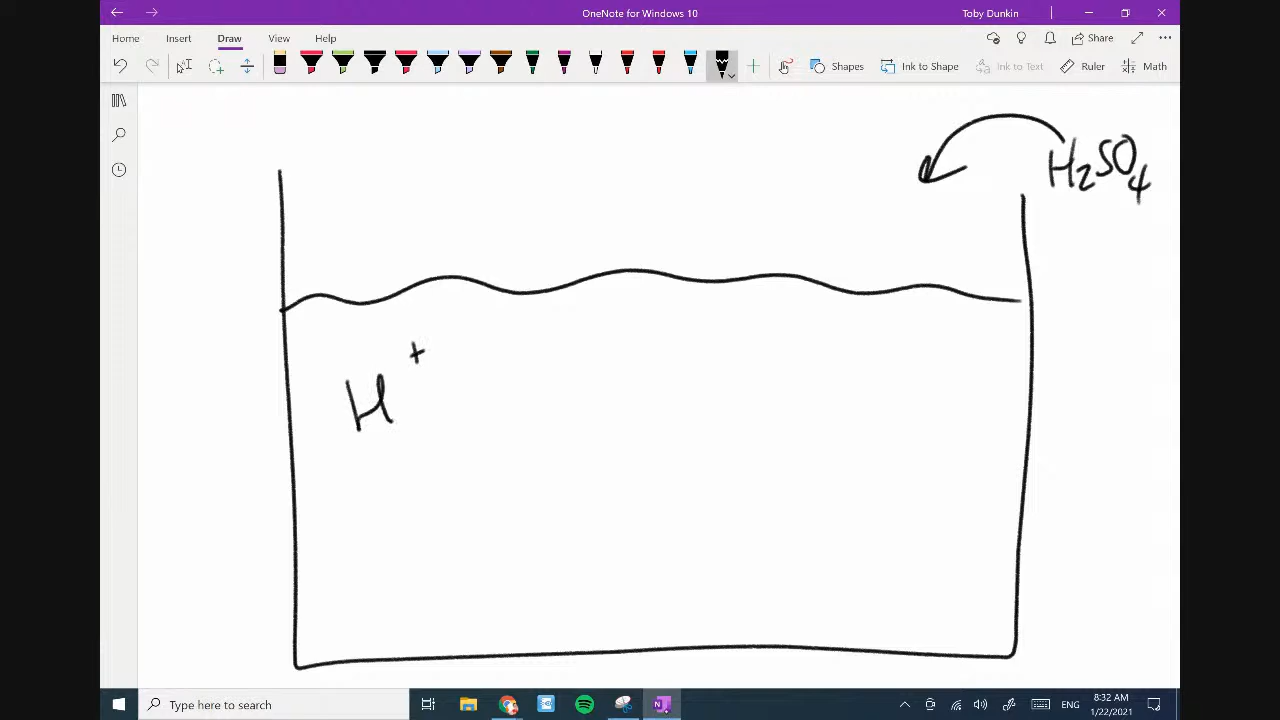 OneNote for Windows 10
Toby Dunkin
Home Insert Draw View Help
Share
Shapes Ink to Shape Ink to Text Ruler Math
H₂SO₄
H⁺
Type here to search
ENG
8:32 AM
1/22/2021